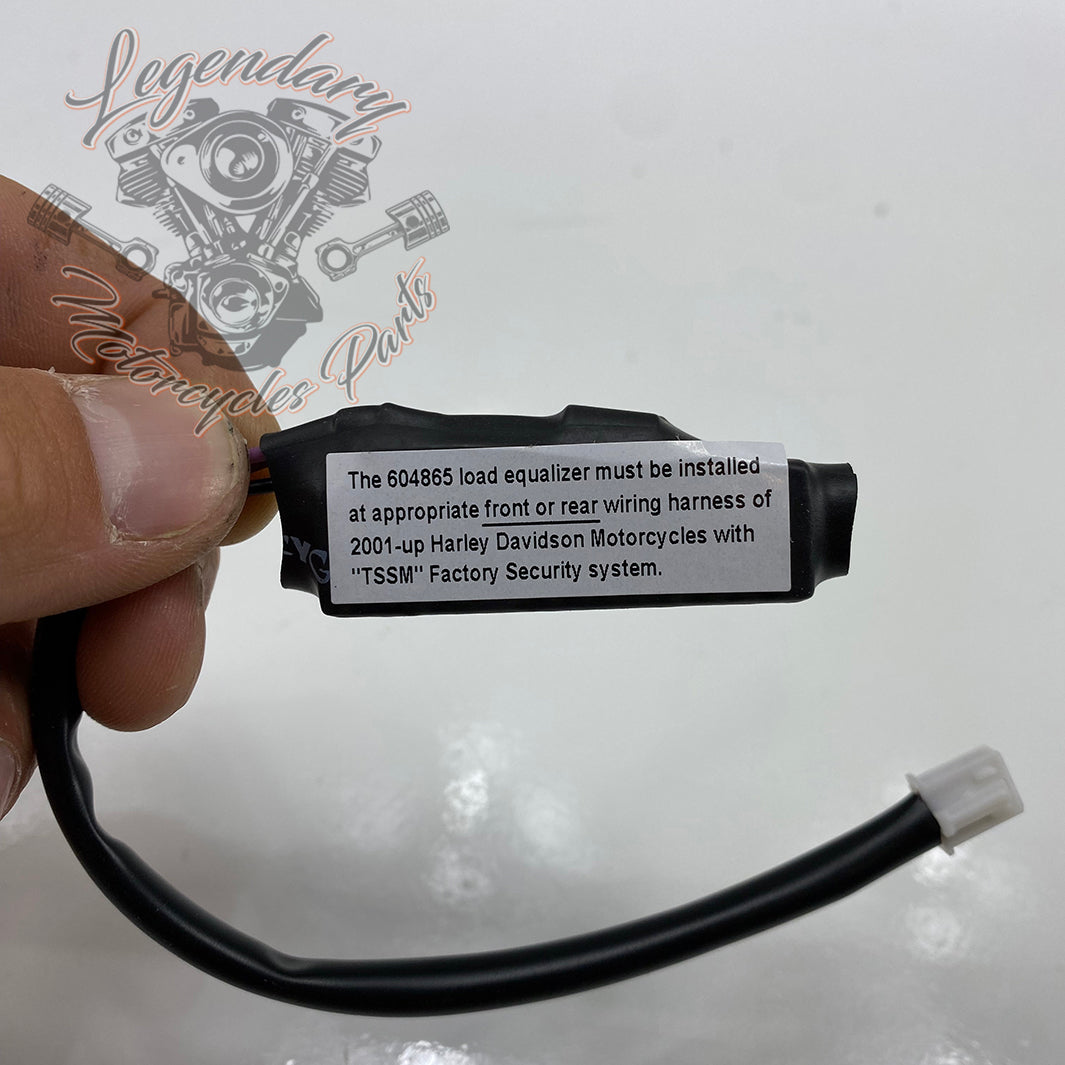 Legendary
Motorcycles Parts
The 604865 load equalizer must be installed
at appropriate front or rear wiring harness of
2001-up Harley Davidson Motorcycles with
"TSSM" Factory Security system.